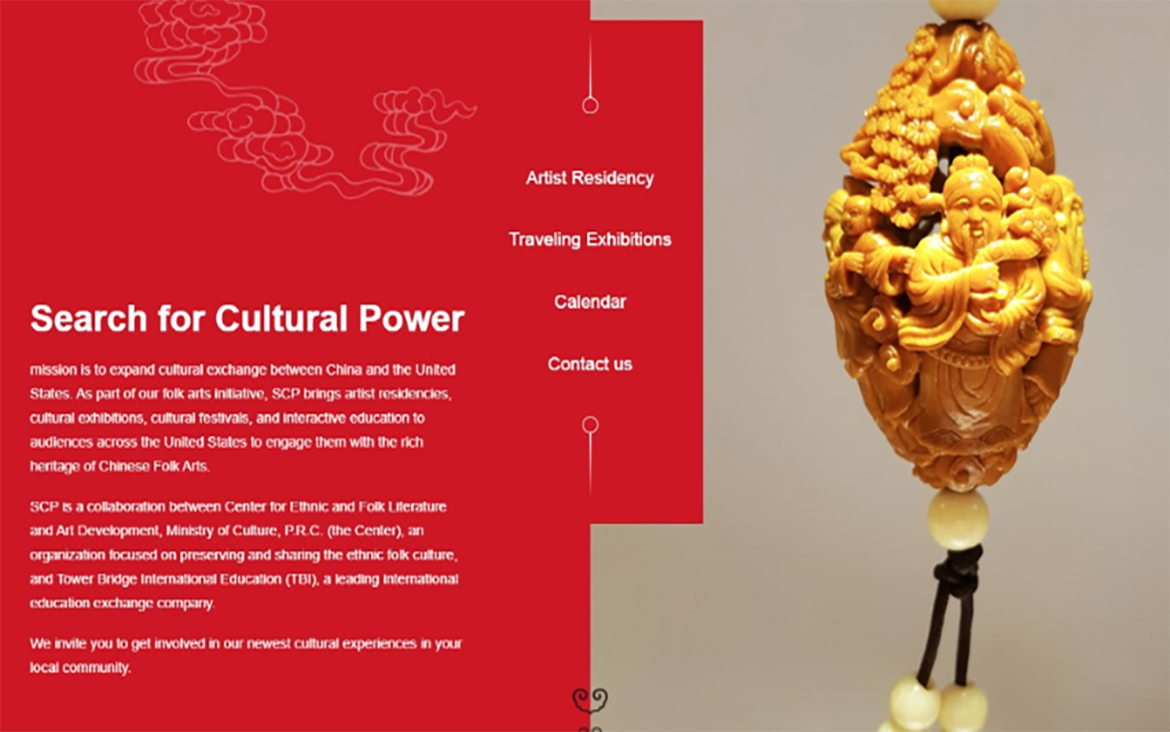 Search for Cultural Power
mission is to expand cultural exchange between China and the United
States. As part of our folk arts initiative, SCP brings artist residencies,
cultural exhibitions, cultural festivals, and interactive education to
audiences across the United States to engage them with the rich
heritage of Chinese Folk Arts.
SCP is a collaboration between Center for Ethnic and Folk Literature
and Art Development, Ministry of Culture, P.R.C. (the Center), an
organization focused on preserving and sharing the ethnic folk culture,
and Tower Bridge International Education (TBI), a leading international
education exchange company.
We invite you to get involved in our newest cultural experiences in your
local community.
Artist Residency
Traveling Exhibitions
Calendar
Contact us